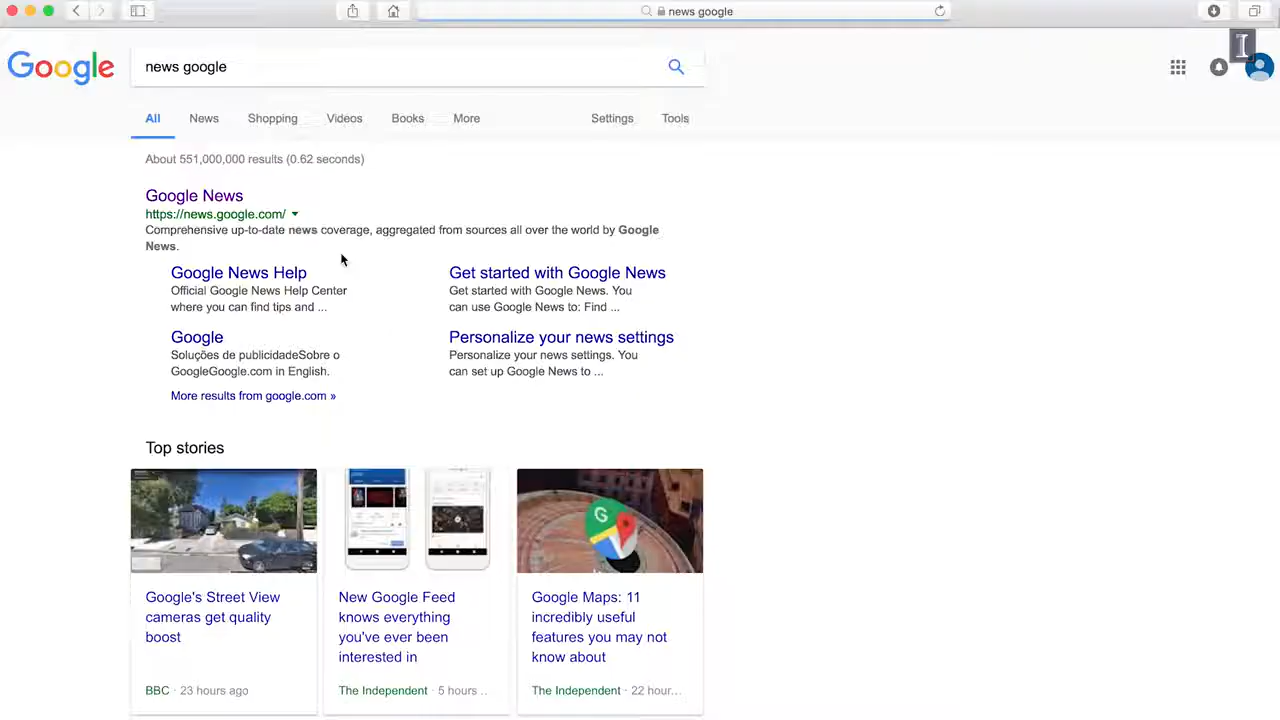 news google
Google
news google
All News Shopping Videos Books More Settings Tools
About 551,000,000 results (0.62 seconds)
Google News
https://news.google.com/
Comprehensive up-to-date news coverage, aggregated from sources all over the world by Google
News.
Google News Help
Official Google News Help Center
where you can find tips and ...
Get started with Google News
Get started with Google News. You
can use Google News to: Find ...
Google
Soluções de publicidadeSobre o
GoogleGoogle.com in English.
Personalize your news settings
Personalize your news settings. You
can set up Google News to ...
More results from google.com »
Top stories
Google's Street View
cameras get quality
boost
BBC · 23 hours ago
New Google Feed
knows everything
you've ever been
interested in
The Independent · 5 hours ..
G
Google Maps: 11
incredibly useful
features you may not
know about
The Independent · 22 hour...